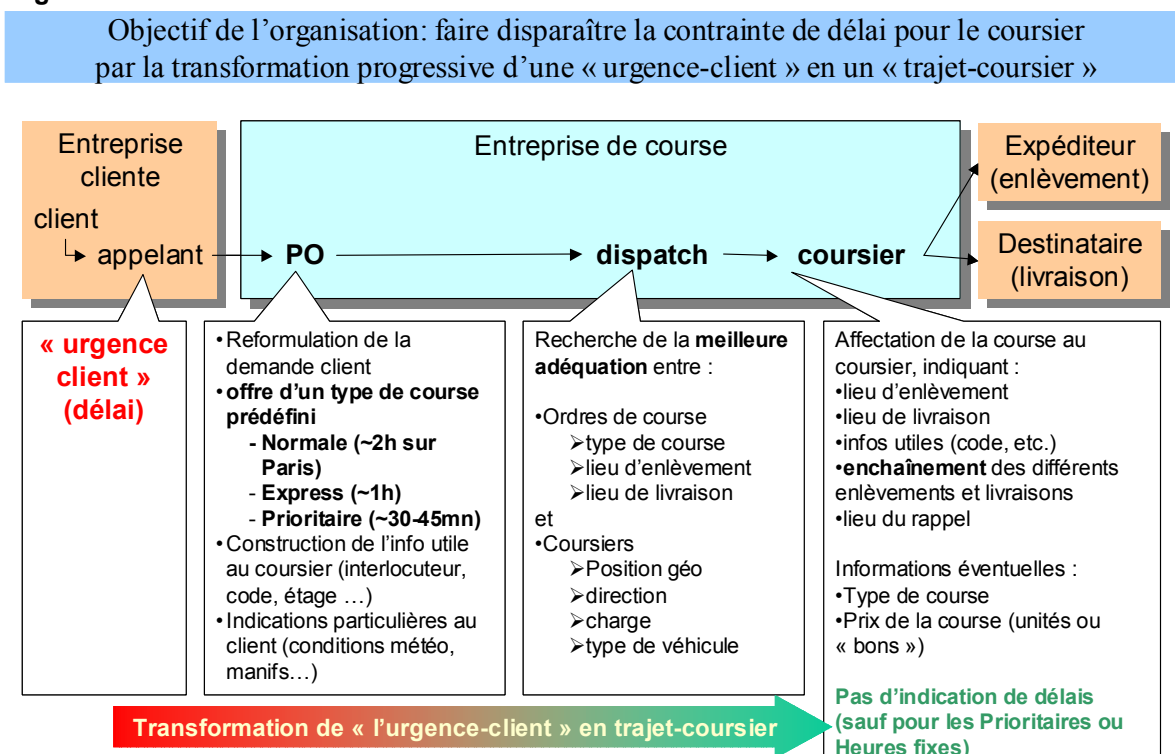 Objectif de l’organisation: faire disparaître la contrainte de délai pour le coursier
par la transformation progressive d’une « urgence-client » en un « trajet-coursier »
Entreprise
cliente
client
appelant
Entreprise de course
PO
dispatch
coursier
Expéditeur
(enlèvement)
Destinataire
(livraison)
« urgence
client »
(délai)
•Reformulation de la
demande client
•offre d’un type de course
prédéfini
- Normale (~2h sur
Paris)
- Express (~1h)
- Prioritaire (~30-45mn)
•Construction de l’info utile
au coursier (interlocuteur,
code, étage …)
•Indications particulières au
client (conditions météo,
manifs…)
Recherche de la meilleure
adéquation entre :
•Ordres de course
➢type de course
➢lieu d’enlèvement
➢lieu de livraison
et
•Coursiers
➢Position géo
➢direction
➢charge
➢type de véhicule
Affectation de la course au
coursier, indiquant :
•lieu d’enlèvement
•lieu de livraison
•infos utiles (code, etc.)
•enchaînement des différents
enlèvements et livraisons
•lieu du rappel
Informations éventuelles :
•Type de course
•Prix de la course (unités ou
« bons »)
Pas d’indication de délais
(sauf pour les Prioritaires ou
Heures fixes)
Transformation de « l’urgence-client » en trajet-coursier